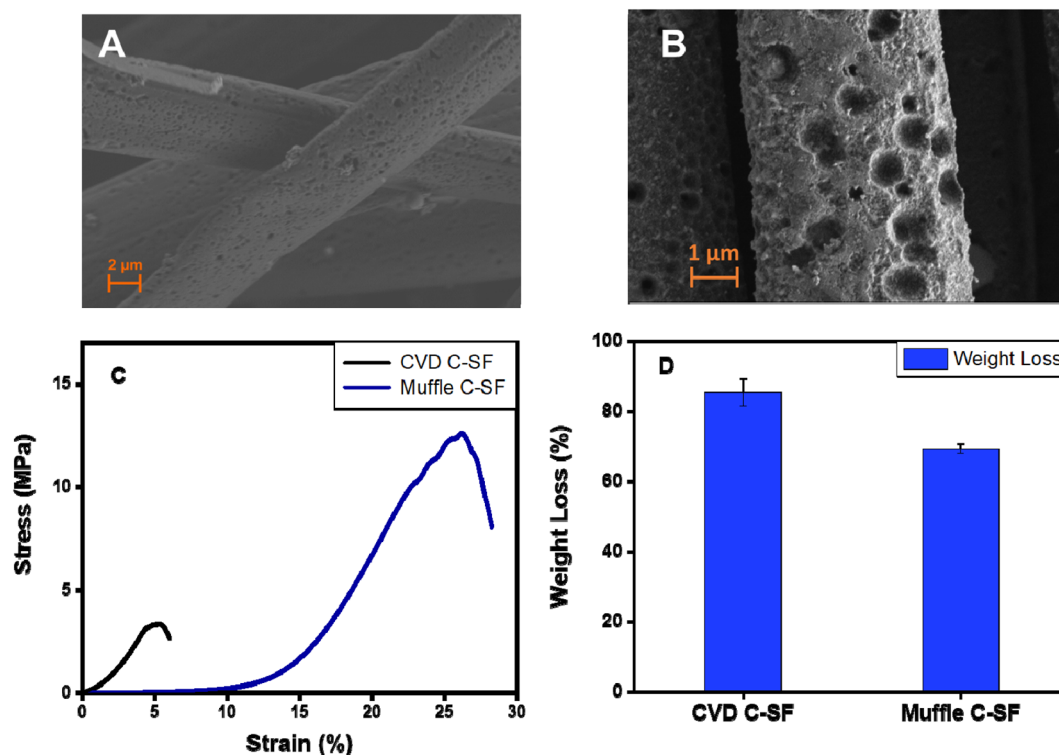 A
2 µm
B
1 µm
C
CVD C-SF
Muffle C-SF
Stress (MPa)
15
10
5
0
0 5 10 15 20 25 30
Strain (%)
D
Weight Loss
Weight Loss (%)
100
80
60
40
20
0
CVD C-SF Muffle C-SF